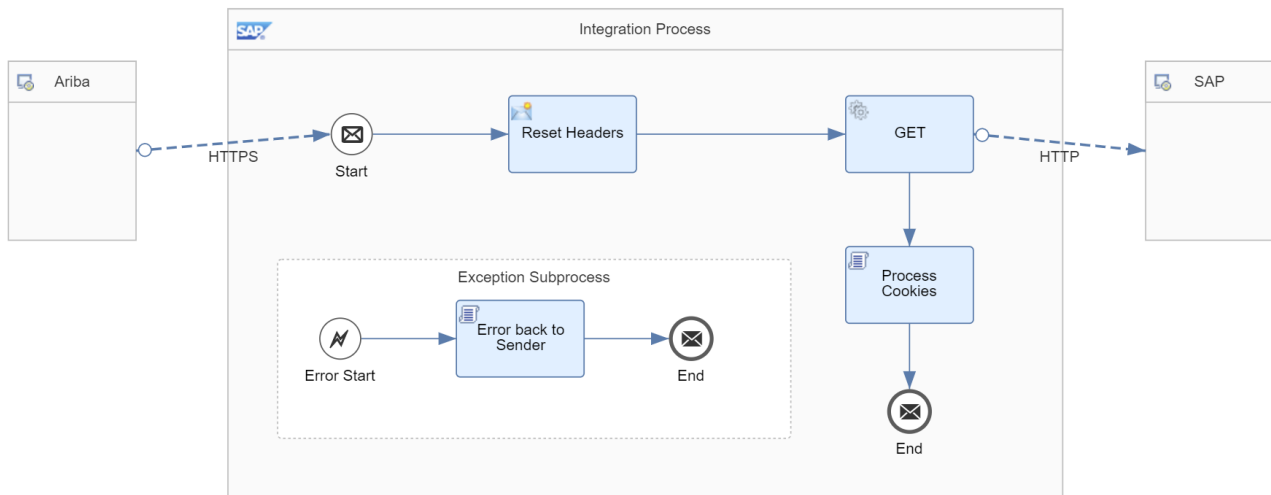 SAP
Integration Process
Ariba
SAP
Reset Headers
GET
HTTPS
HTTP
Start
Process
Cookies
Exception Subprocess
Error back to
Sender
Error Start
End
End